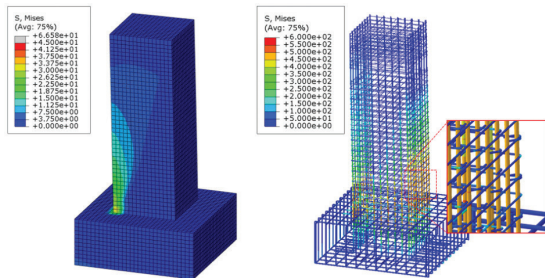 S, Mises
(Avg: 75%)
+6.658e+01
+4.500e+01
+4.125e+01
+3.750e+01
+3.375e+01
+3.000e+01
+2.625e+01
+2.250e+01
+1.875e+01
+1.500e+01
+1.125e+01
+7.500e+00
+3.750e+00
+0.000e+00
S, Mises
(Avg: 75%)
+6.000e+02
+5.500e+02
+5.000e+02
+4.500e+02
+4.000e+02
+3.500e+02
+3.000e+02
+2.500e+02
+2.000e+02
+1.500e+02
+1.000e+02
+5.000e+01
+0.000e+00